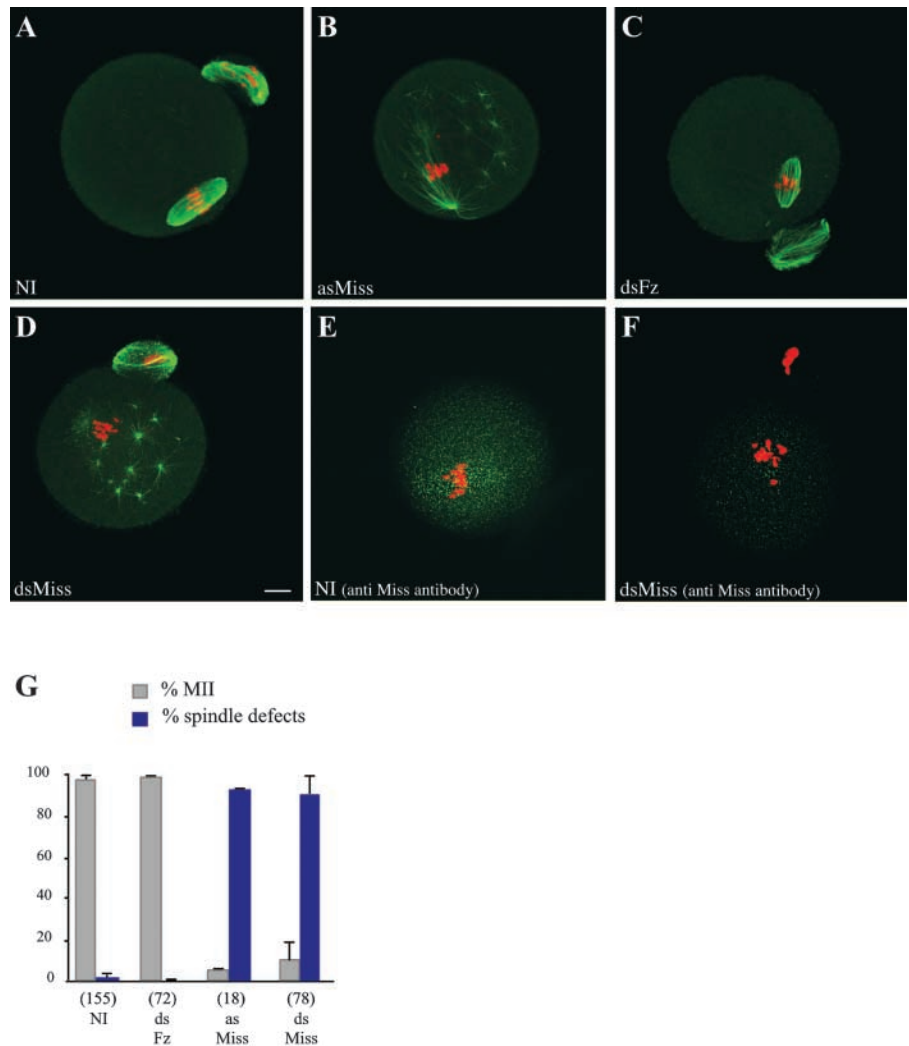 A
B
C
NI
asMiss
dsFz
D
E
F
dsMiss
NI (anti Miss antibody)
dsMiss (anti Miss antibody)
G
% MII
% spindle defects
100
80
60
40
20
0
(155) (72) (18) (78)
NI ds as ds
Fz Miss Miss